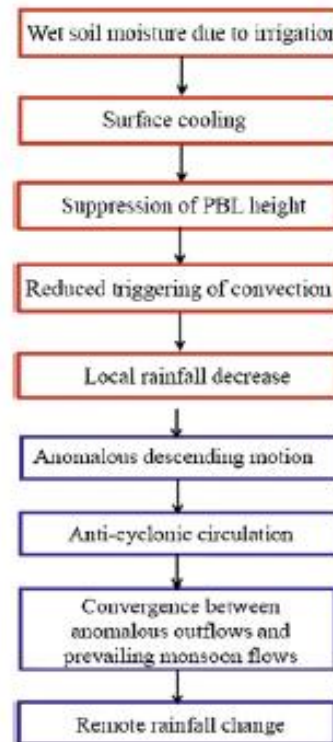 Wet soil moisture due to irrigation
Surface cooling
Suppression of PBL height
Reduced triggering of convection
Local rainfall decrease
Anomalous descending motion
Anti-cyclonic circulation
Convergence between
anomalous outflows and
prevailing monsoon flows
Remote rainfall change